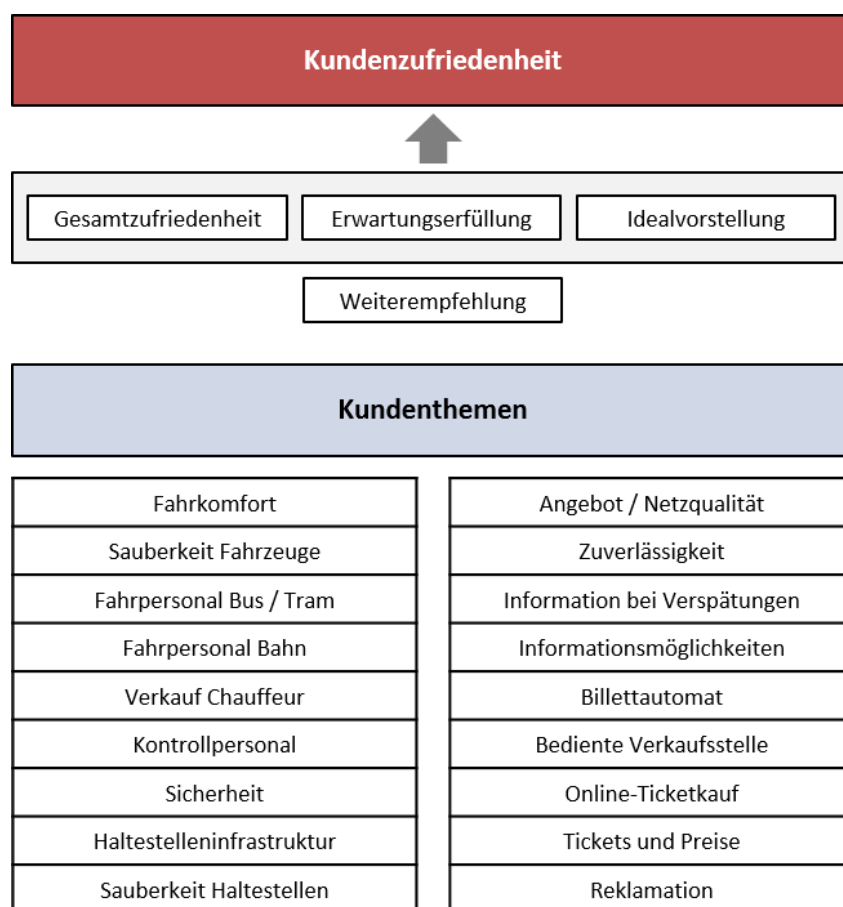 Kundenzufriedenheit
Gesamtzufriedenheit
Erwartungserfüllung
Idealvorstellung
Weiterempfehlung
Kundenthemen
Fahrkomfort
Sauberkeit Fahrzeuge
Fahrpersonal Bus / Tram
Fahrpersonal Bahn
Verkauf Chauffeur
Kontrollpersonal
Sicherheit
Haltestelleninfrastruktur
Sauberkeit Haltestellen
Angebot / Netzqualität
Zuverlässigkeit
Information bei Verspätungen
Informationsmöglichkeiten
Billettautomat
Bediente Verkaufsstelle
Online-Ticketkauf
Tickets und Preise
Reklamation